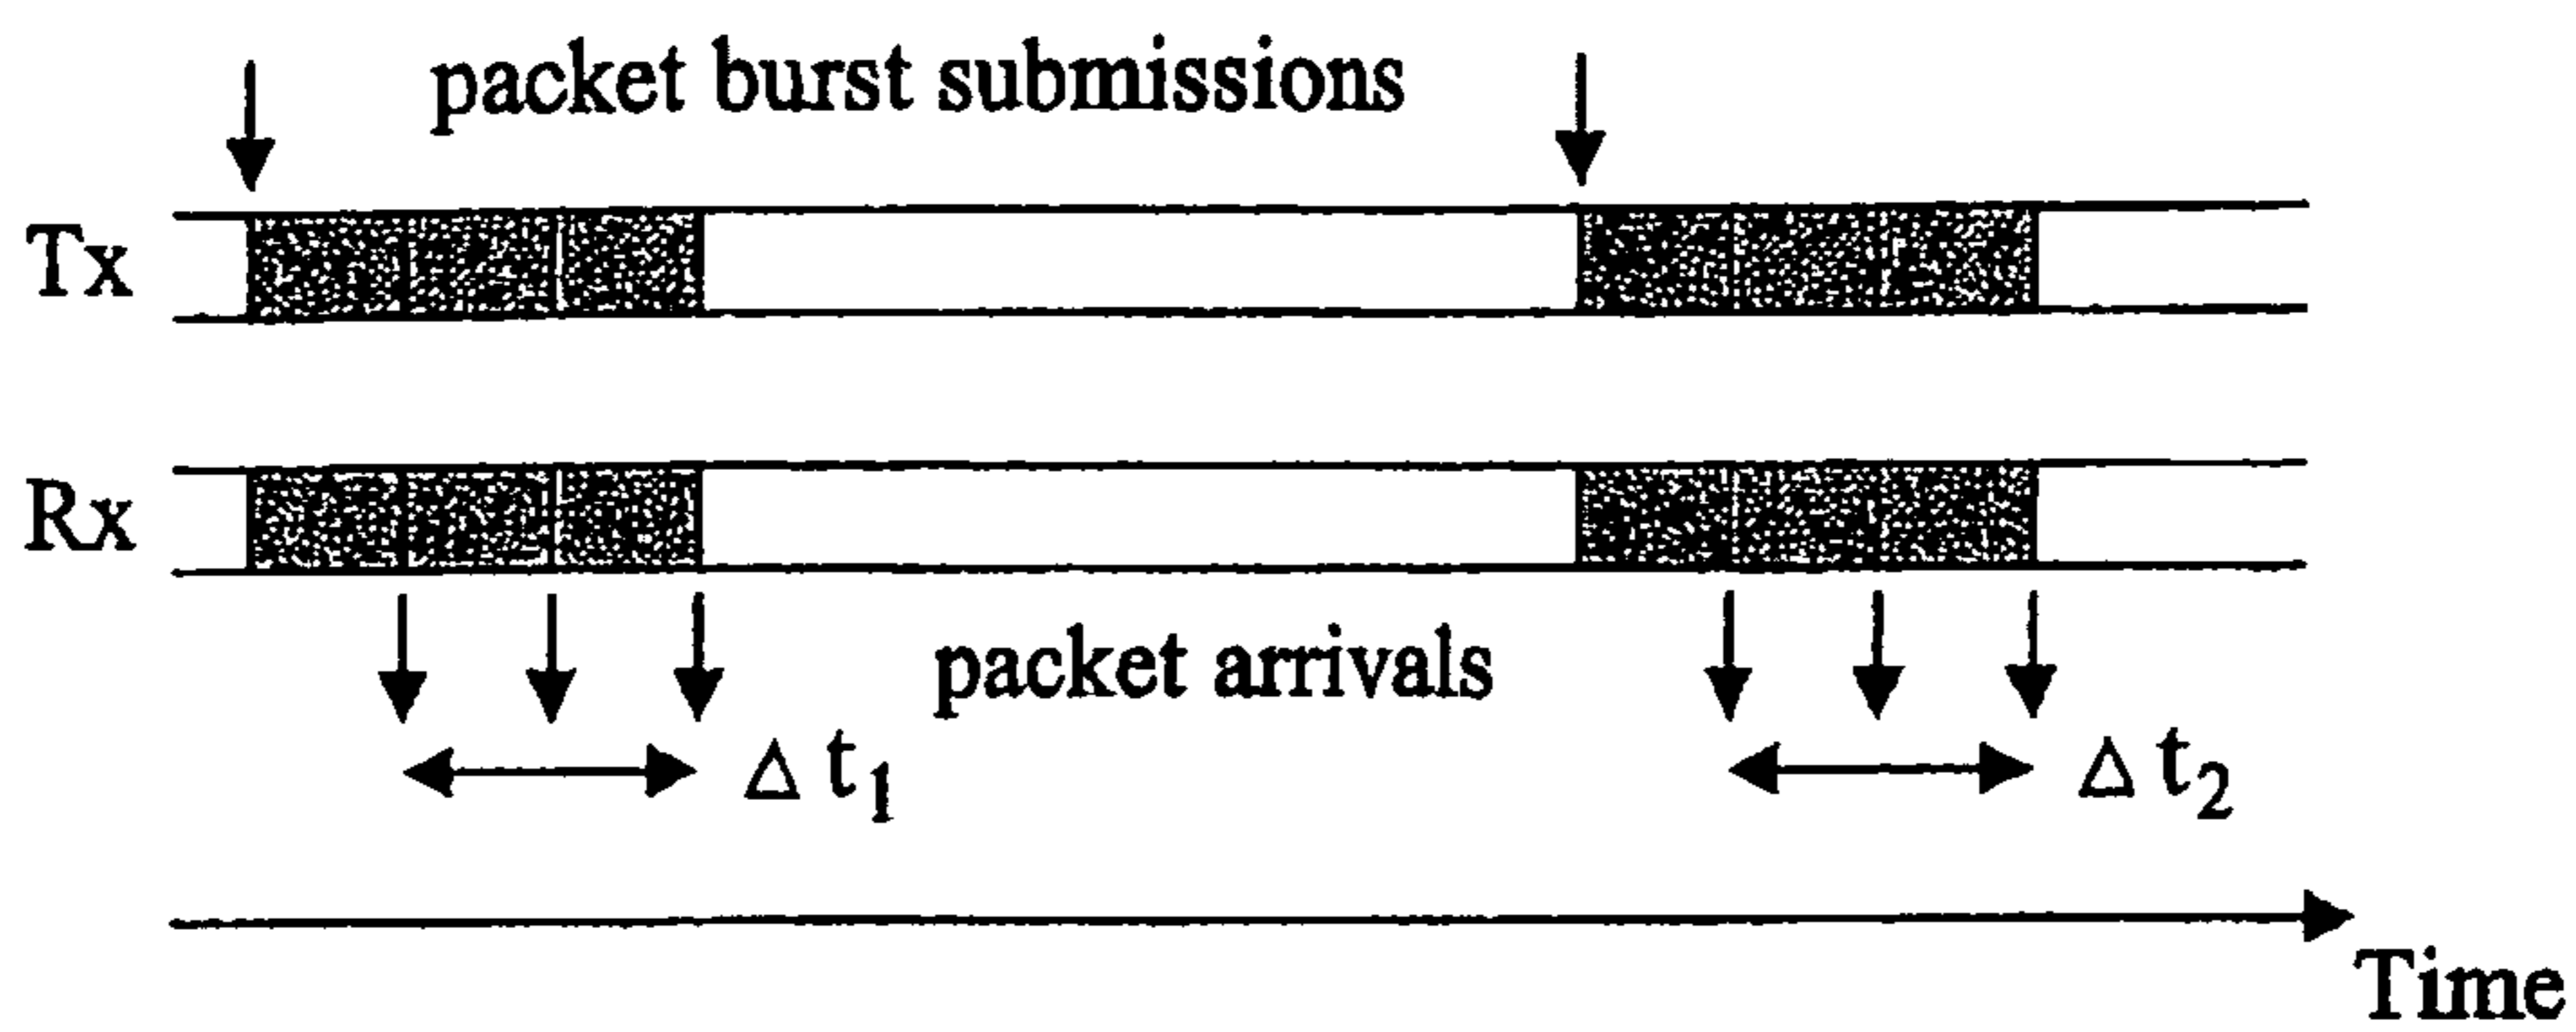 packet burst submissions
Tx
Rx
packet arrivals
Δ t₁
Δ t₂
Time